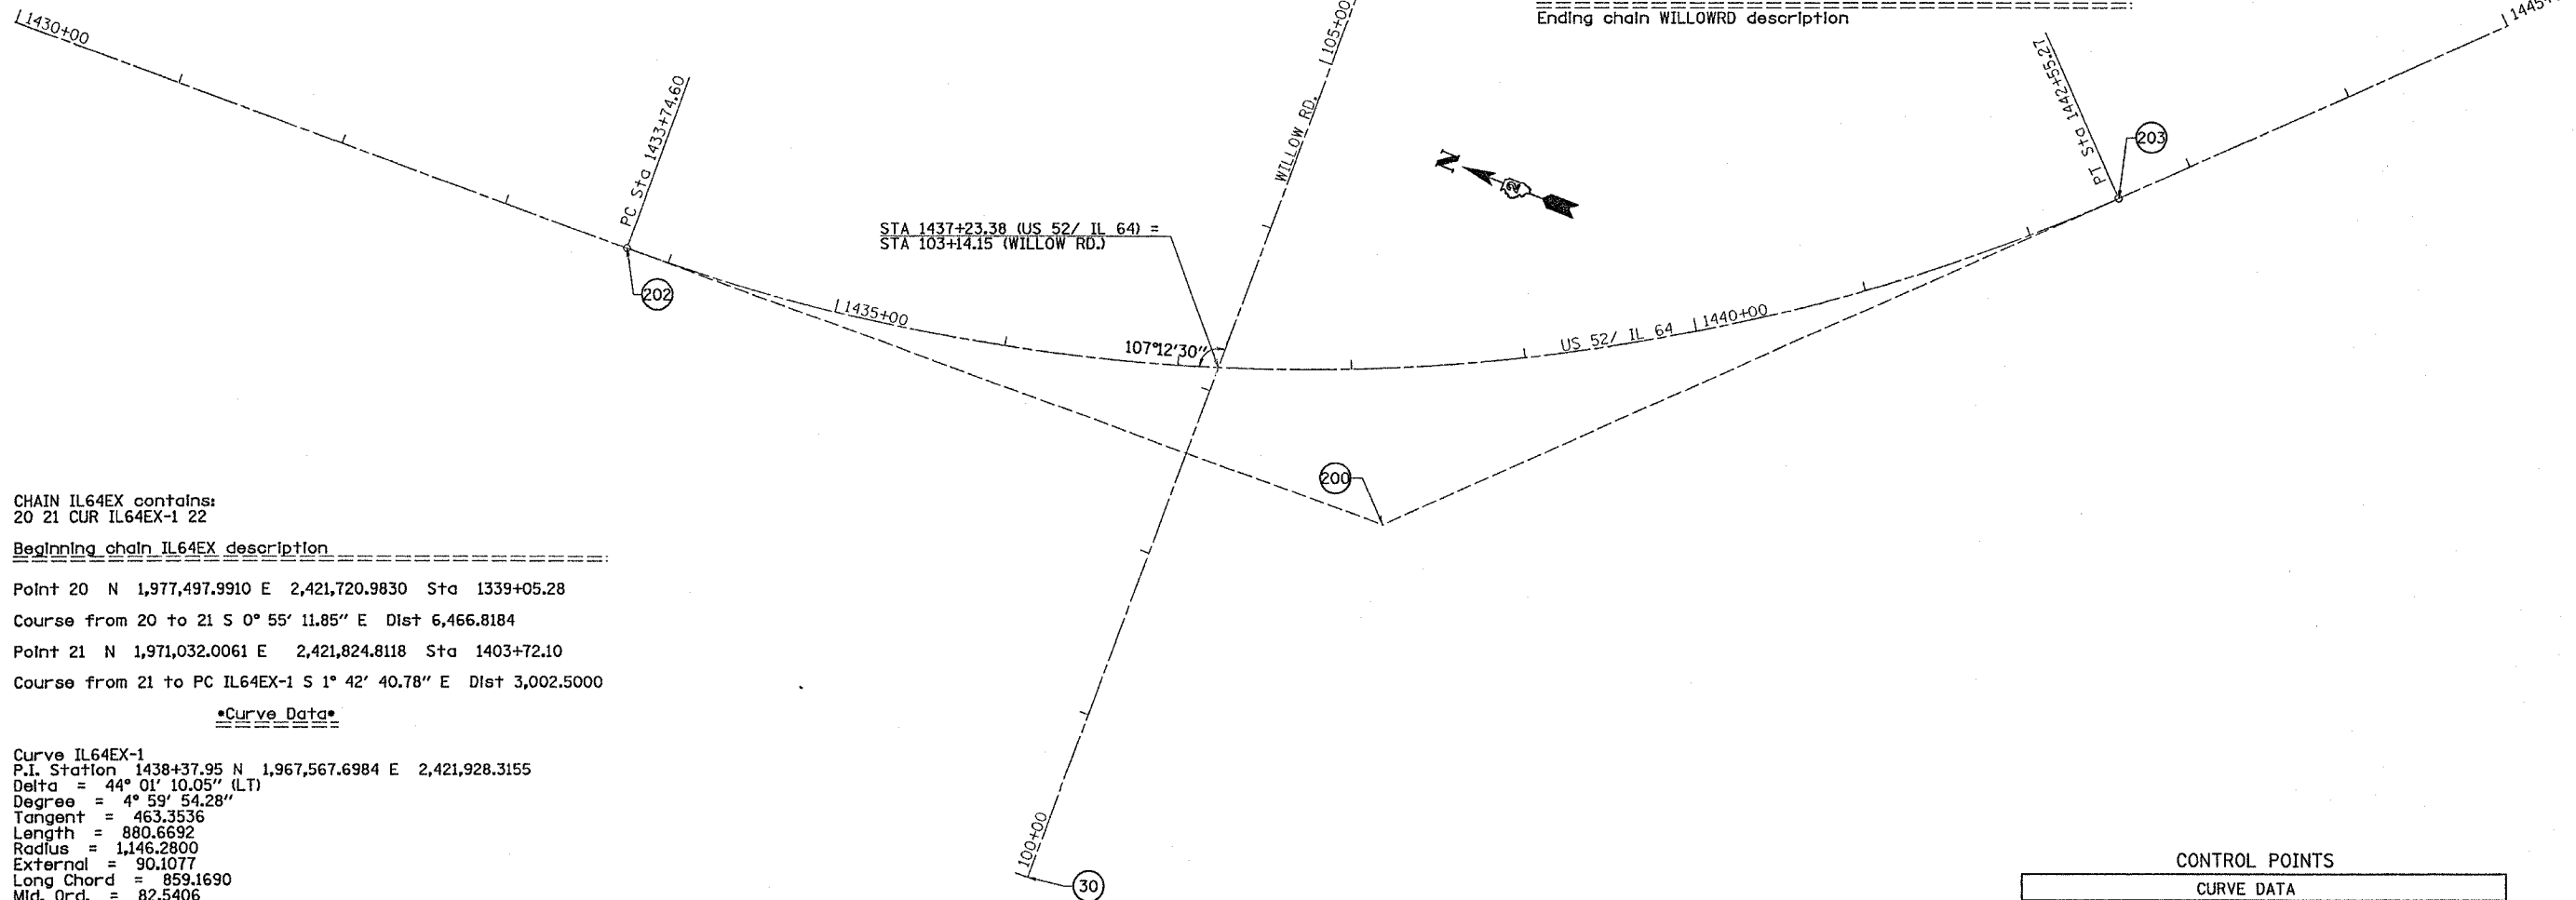 1430+00
PC Sta 1433+74.60
202
STA 1437+23.38 (US 52/ IL 64) =
STA 103+14.15 (WILLOW RD.)
1435+00
107°12'30"
WILLOW RD.
105+00
Ending chain WILLOWRD description
N
2
US 52/ IL 64
1440+00
PT Sta 1442+55.27
203
200
100+00
30
CHAIN IL64EX contains:
20 21 CUR IL64EX-1 22
Beginning chain IL64EX description
Point 20 N 1,977,497.9910 E 2,421,720.9830 Sta 1339+05.28
Course from 20 to 21 S 0° 55' 11.85" E Dist 6,466.8184
Point 21 N 1,971,032.0061 E 2,421,824.8118 Sta 1403+72.10
Course from 21 to PC IL64EX-1 S 1° 42' 40.78" E Dist 3,002.5000
*Curve Data*
Curve IL64EX-1
P.I. Station 1438+37.95 N 1,967,567.6984 E 2,421,928.3155
Delta = 44° 01' 10.05" (LT)
Degree = 4° 59' 54.28"
Tangent = 463.3536
Length = 880.6692
Radius = 1,146.2800
External = 90.1077
Long Chord = 859.1690
Mid. Ord. = 82.5406
CONTROL POINTS
CURVE DATA